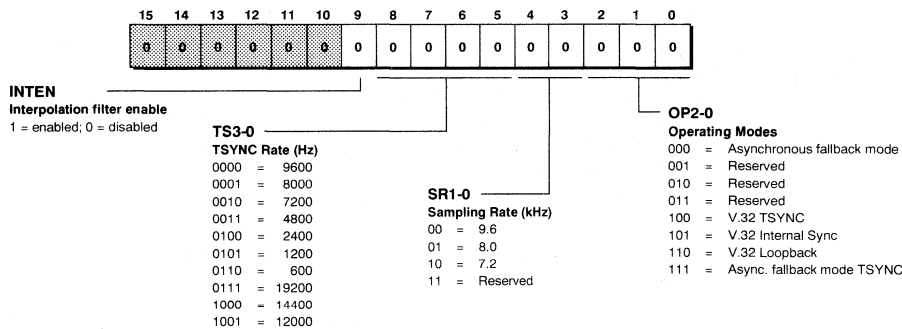 15 14 13 12 11 10 9 8 7 6 5 4 3 2 1 0
0 0 0 0 0 0 0 0 0 0 0 0 0 0 0 0
INTEN
Interpolation filter enable
1 = enabled; 0 = disabled
TS3-0
TSYNC Rate (Hz)
0000 = 9600
0001 = 8000
0010 = 7200
0011 = 4800
0100 = 2400
0101 = 1200
0110 = 600
0111 = 19200
1000 = 14400
1001 = 12000
SR1-0
Sampling Rate (kHz)
00 = 9.6
01 = 8.0
10 = 7.2
11 = Reserved
OP2-0
Operating Modes
000 = Asynchronous fallback mode
001 = Reserved
010 = Reserved
011 = Reserved
100 = V.32 TSYNC
101 = V.32 Internal Sync
110 = V.32 Loopback
111 = Async. fallback mode TSYNC